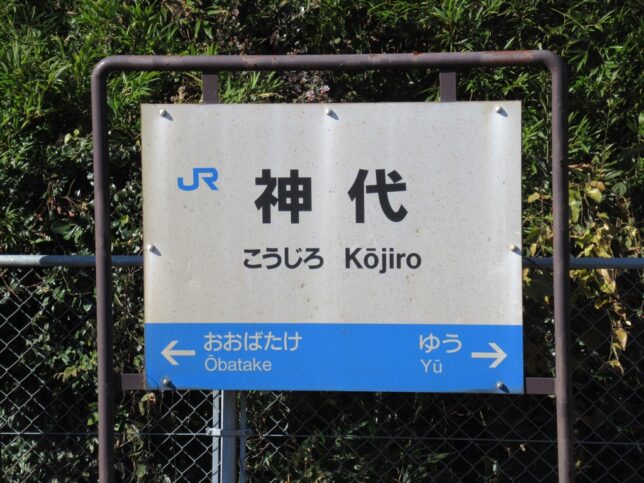 JR 神代
こうじろ Kōjiro
← おおばたけ ゆう →
Ōbatake Yū